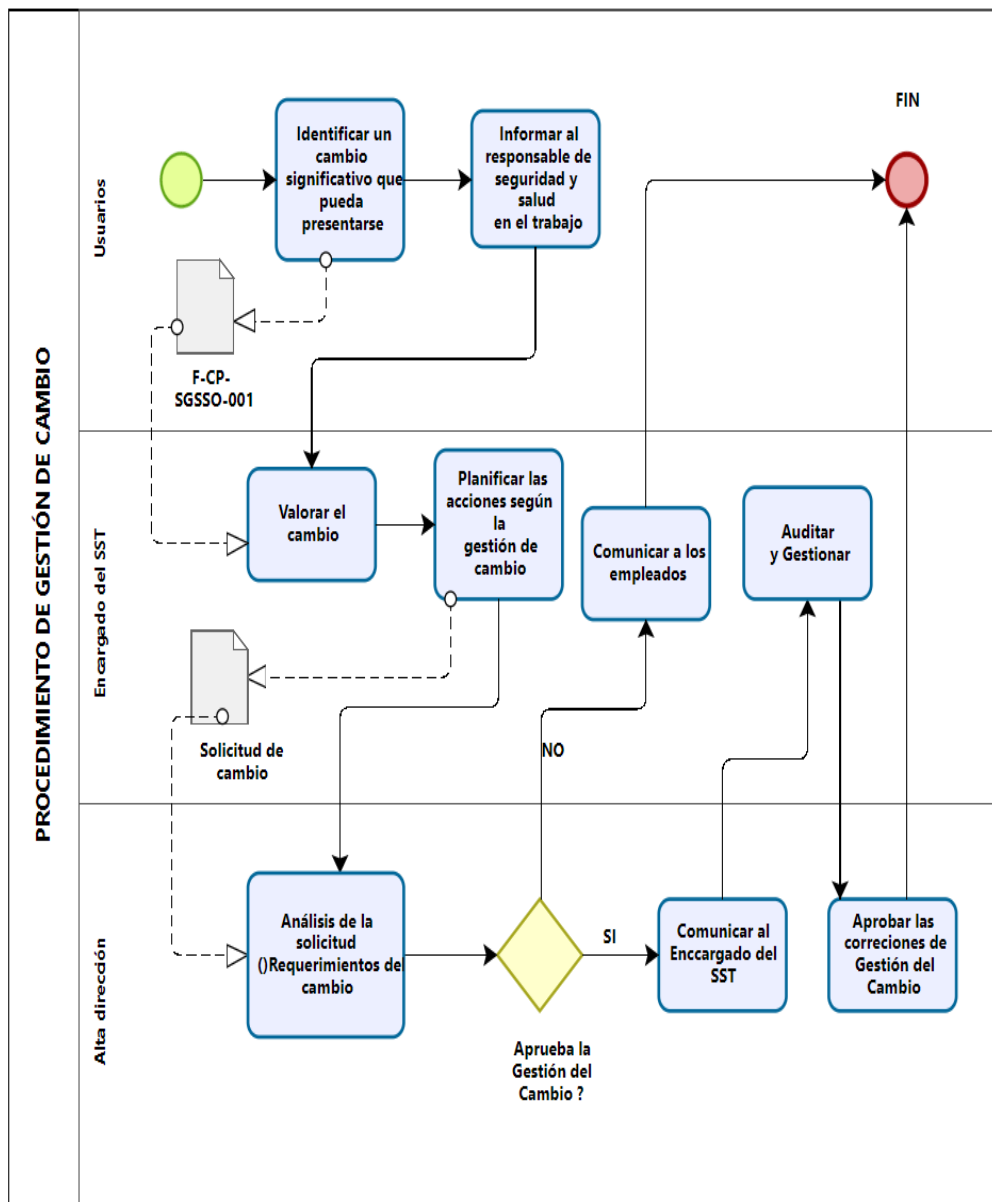 PROCEDIMIENTO DE GESTIÓN DE CAMBIO
Usuarios
Identificar un
cambio
significativo que
pueda
presentarse
Informar al
responsable de
seguridad y
salud
en el trabajo
FIN
F-CP-
SGSSO-001
Encargado del SST
Valorar el
cambio
Planificar las
acciones según
la
gestión de
cambio
Comunicar a los
empleados
Auditar
y Gestionar
Solicitud de
cambio
NO
Alta dirección
Análisis de la
solicitud
()Requerimientos de
cambio
SI
Aprueba la
Gestión del
Cambio ?
Comunicar al
Enccargado del
SST
Aprobar las
correciones de
Gestión del
Cambio